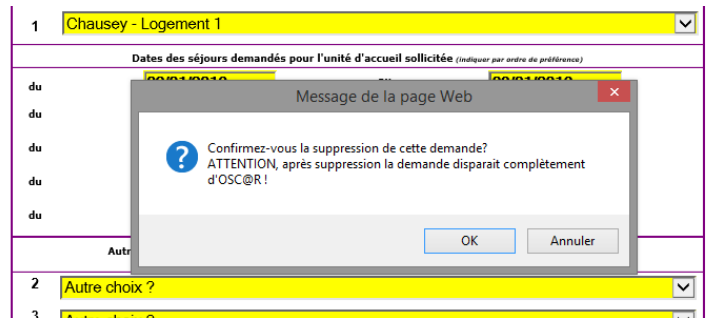 1 Chausey - Logement 1
Dates des séjours demandés pour l'unité d'accueil sollicitée (indiquer par ordre de préférence)
du
Message de la page Web
du
du
Confirmez-vous la suppression de cette demande?
ATTENTION, après suppression la demande disparait complètement
d'OSC@R !
du
du
OK Annuler
Autr
2 Autre choix ?
3